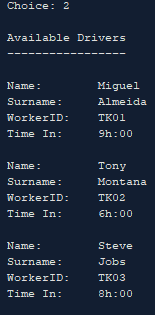 Choice: 2
Available Drivers
-----------------
Name: Miguel
Surname: Almeida
WorkerID: TK01
Time In: 9h:00
Name: Tony
Surname: Montana
WorkerID: TK02
Time In: 6h:00
Name: Steve
Surname: Jobs
WorkerID: TK03
Time In: 8h:00